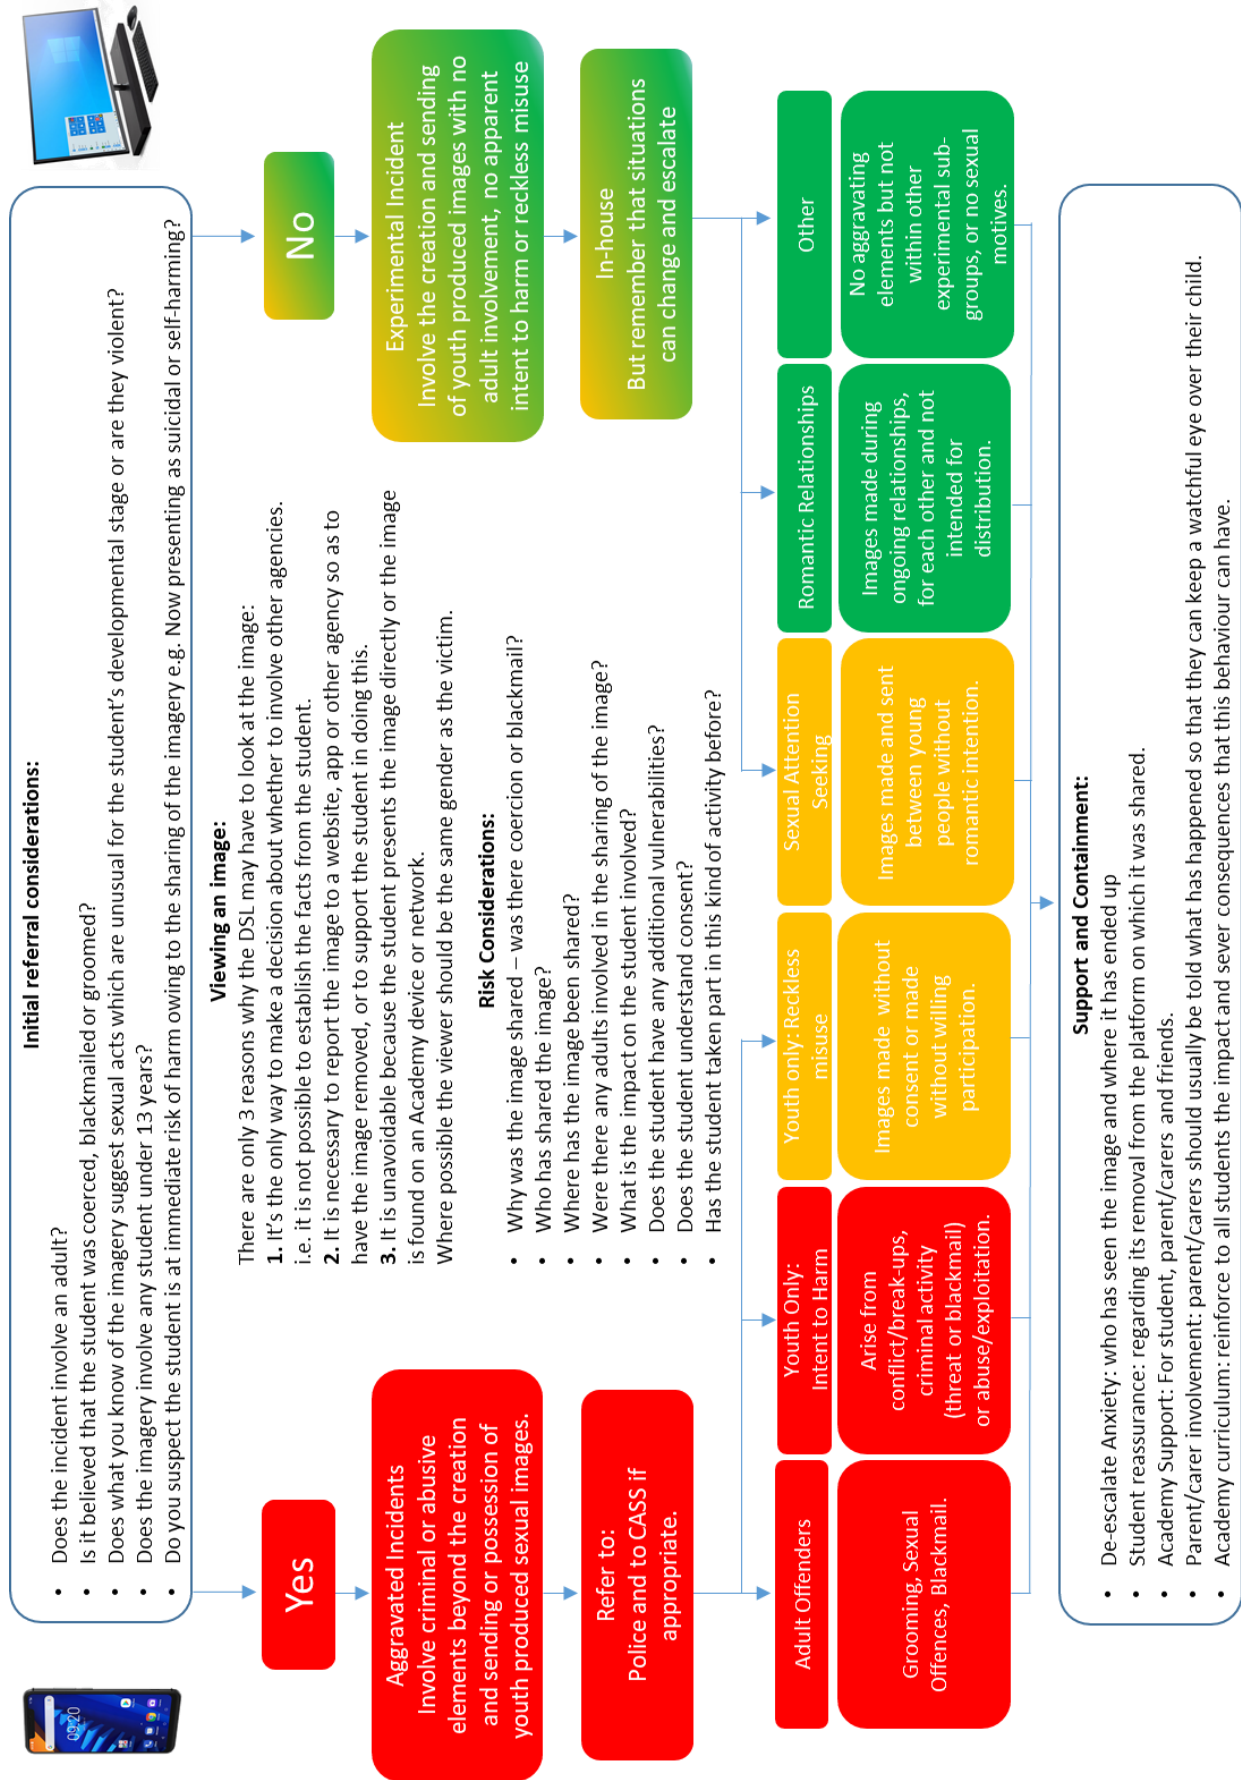 09:20
Initial referral considerations:
• Does the incident involve an adult?
• Is it believed that the student was coerced, blackmailed or groomed?
• Does what you know of the imagery suggest sexual acts which are unusual for the student's developmental stage or are they violent?
• Does the imagery involve any student under 13 years?
• Do you suspect the student is at immediate risk of harm owing to the sharing of the imagery e.g. Now presenting as suicidal or self-harming?
Yes
Aggravated Incidents
Involve criminal or abusive
elements beyond the creation
and sending or possession of
youth produced sexual images.
Refer to:
Police and to CASS if
appropriate.
Viewing an image:
There are only 3 reasons why the DSL may have to look at the image:
1. It's the only way to make a decision about whether to involve other agencies.
i.e. it is not possible to establish the facts from the student.
2. It is necessary to report the image to a website, app or other agency so as to
have the image removed, or to support the student in doing this.
3. It is unavoidable because the student presents the image directly or the image
is found on an Academy device or network.
Where possible the viewer should be the same gender as the victim.
Risk Considerations:
• Why was the image shared – was there coercion or blackmail?
• Who has shared the image?
• Where has the image been shared?
• Were there any adults involved in the sharing of the image?
• What is the impact on the student involved?
• Does the student have any additional vulnerabilities?
• Does the student understand consent?
• Has the student taken part in this kind of activity before?
No
Experimental Incident
Involve the creation and sending
of youth produced images with no
adult involvement, no apparent
intent to harm or reckless misuse
In-house
But remember that situations
can change and escalate
Adult Offenders
Grooming, Sexual
Offences, Blackmail.
Youth Only:
Intent to Harm
Arise from
conflict/break-ups,
criminal activity
(threat or blackmail)
or abuse/exploitation.
Youth only: Reckless
misuse
Images made without
consent or made
without willing
participation.
Sexual Attention
Seeking
Images made and sent
between young
people without
romantic intention.
Romantic Relationships
Images made during
ongoing relationships,
for each other and not
intended for
distribution.
Other
No aggravating
elements but not
within other
experimental sub-
groups, or no sexual
motives.
Support and Containment:
• De-escalate Anxiety: who has seen the image and where it has ended up
• Student reassurance: regarding its removal from the platform on which it was shared.
• Academy Support: For student, parent/carers and friends.
• Parent/carer involvement: parent/carers should usually be told what has happened so that they can keep a watchful eye over their child.
• Academy curriculum: reinforce to all students the impact and sever consequences that this behaviour can have.